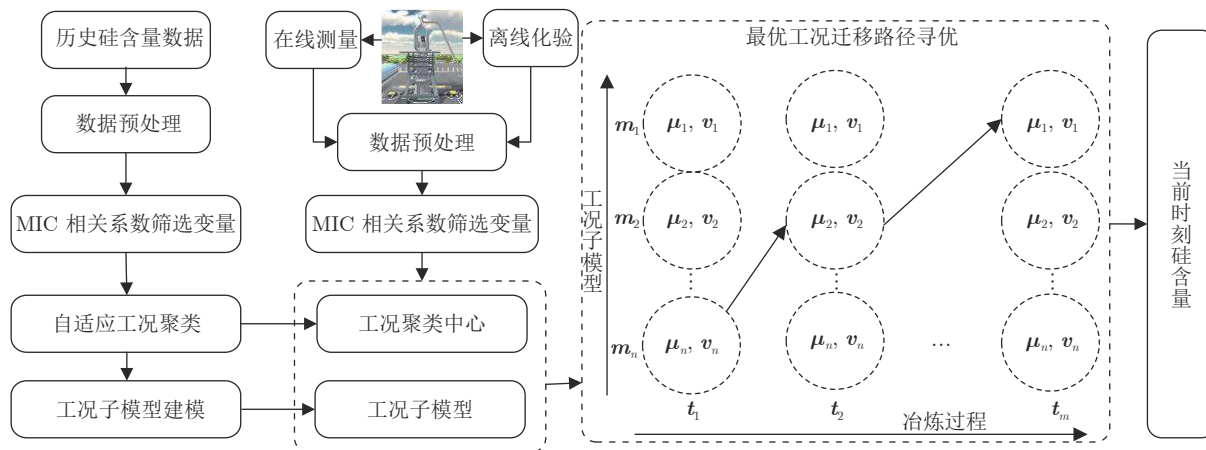 历史硅含量数据
数据预处理
MIC 相关系数筛选变量
自适应工况聚类
工况子模型建模
在线测量
离线化验
数据预处理
MIC 相关系数筛选变量
工况聚类中心
工况子模型
最优工况迁移路径寻优
工况子模型
m₁
μ₁, v₁
μ₁, v₁
μ₁, v₁
m₂
μ₂, v₂
μ₂, v₂
μ₂, v₂
⋮
⋮
⋮
mₙ
μₙ, vₙ
μₙ, vₙ
…
μₙ, vₙ
t₁
t₂
tₘ
冶炼过程
当前时刻硅含量